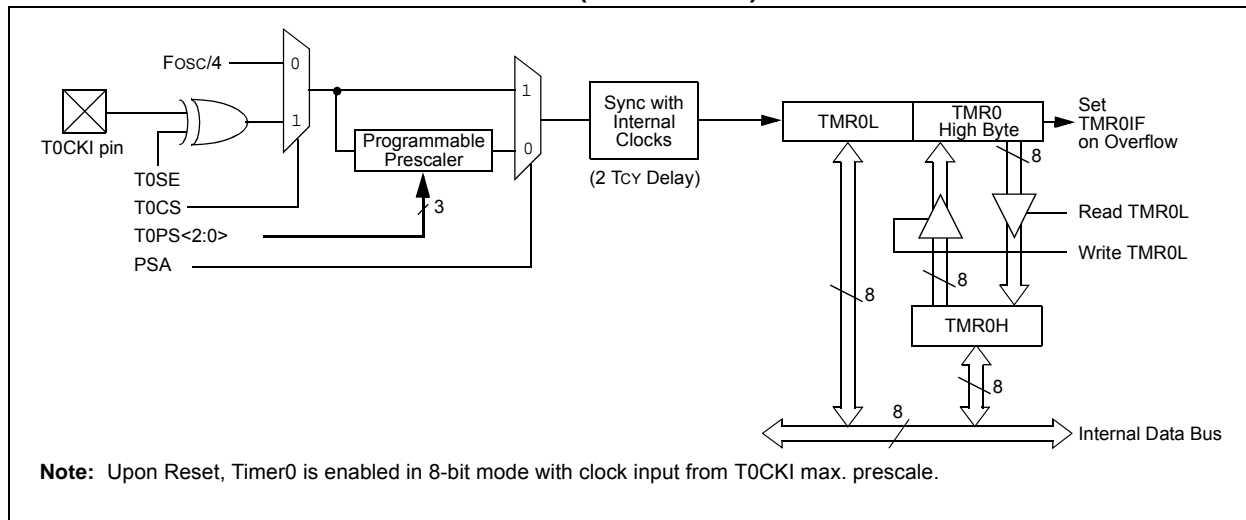 FOSC/4
0
1
T0CKI pin
T0SE
T0CS
T0PS<2:0>
PSA
Programmable
Prescaler
3
1
0
Sync with
Internal
Clocks
(2 TCY Delay)
TMR0L
TMR0
High Byte
Set
TMR0IF
on Overflow
8
Read TMR0L
Write TMR0L
8
8
TMR0H
8
8
Internal Data Bus
Note: Upon Reset, Timer0 is enabled in 8-bit mode with clock input from T0CKI max. prescale.